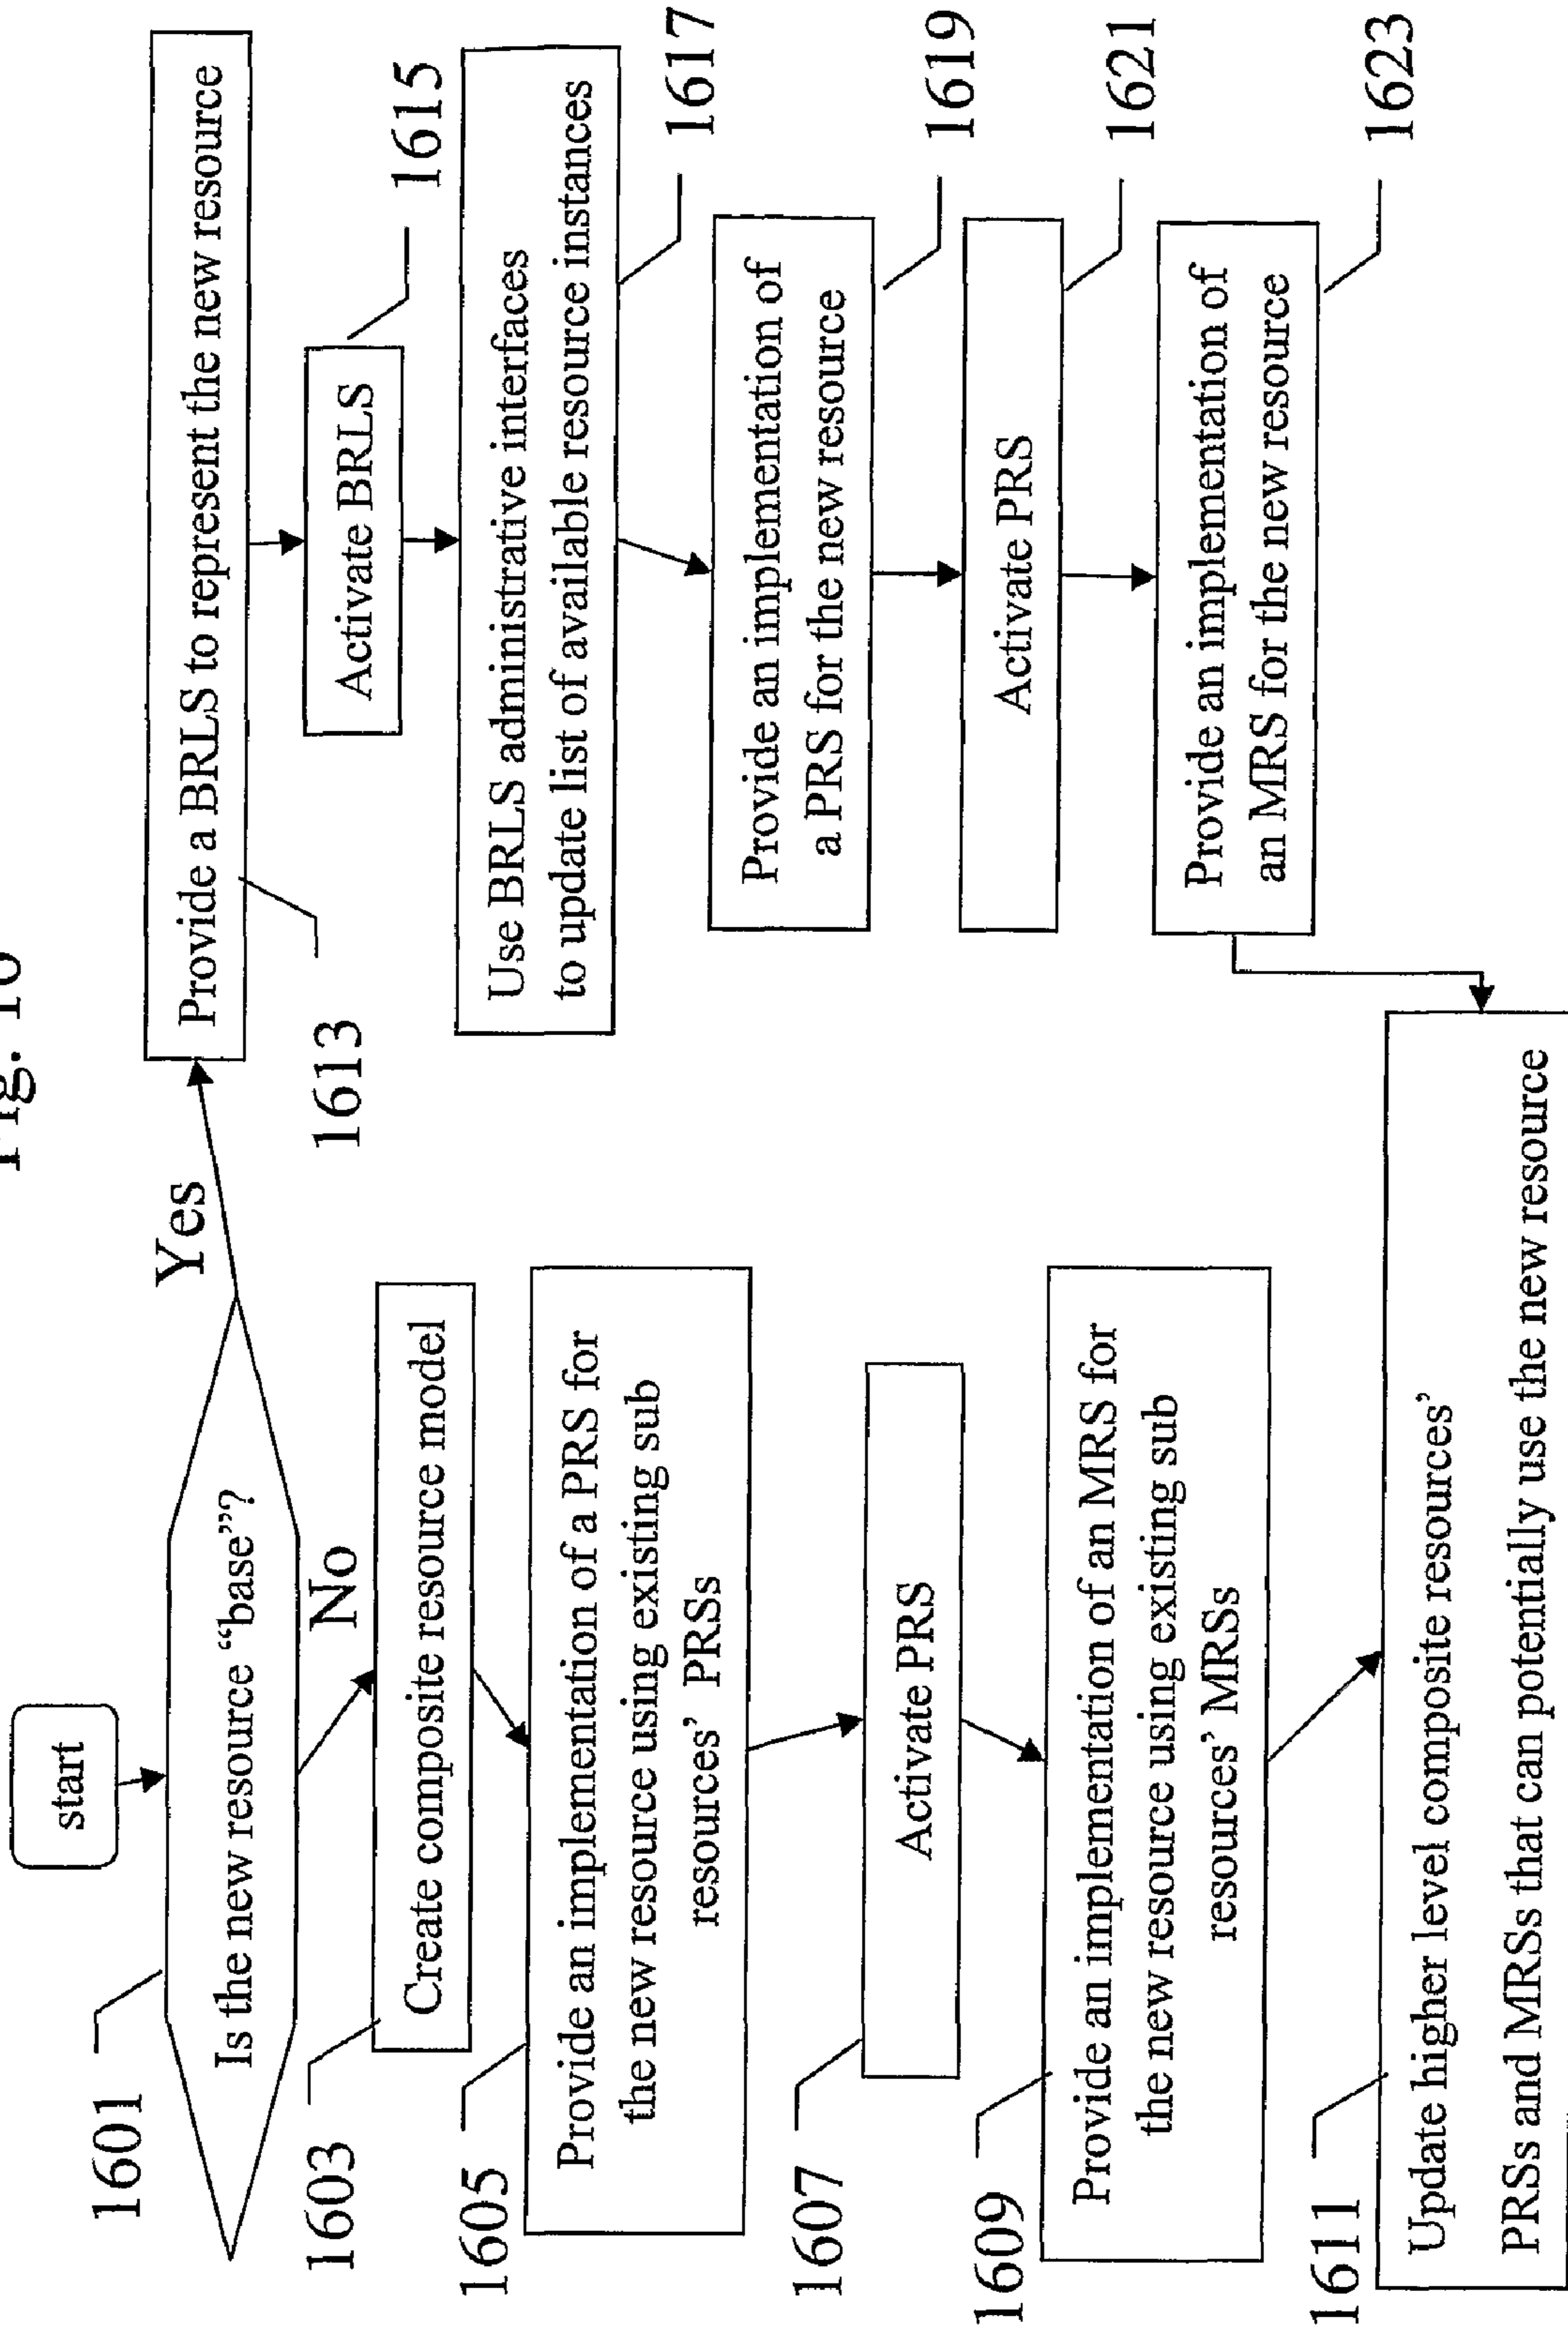 Fig. 16
start
1601
Is the new resource “base”?
Yes
No
1603
Create composite resource model
1605
Provide an implementation of a PRS for
the new resource using existing sub
resources’ PRSs
1607
Activate PRS
1609
Provide an implementation of an MRS for
the new resource using existing sub
resources’ MRSs
1611
Update higher level composite resources’
PRSs and MRSs that can potentially use the new resource
Provide a BRLS to represent the new resource
1613
Activate BRLS
1615
Use BRLS administrative interfaces
to update list of available resource instances
1617
Provide an implementation of
a PRS for the new resource
1619
Activate PRS
1621
Provide an implementation of
an MRS for the new resource
1623